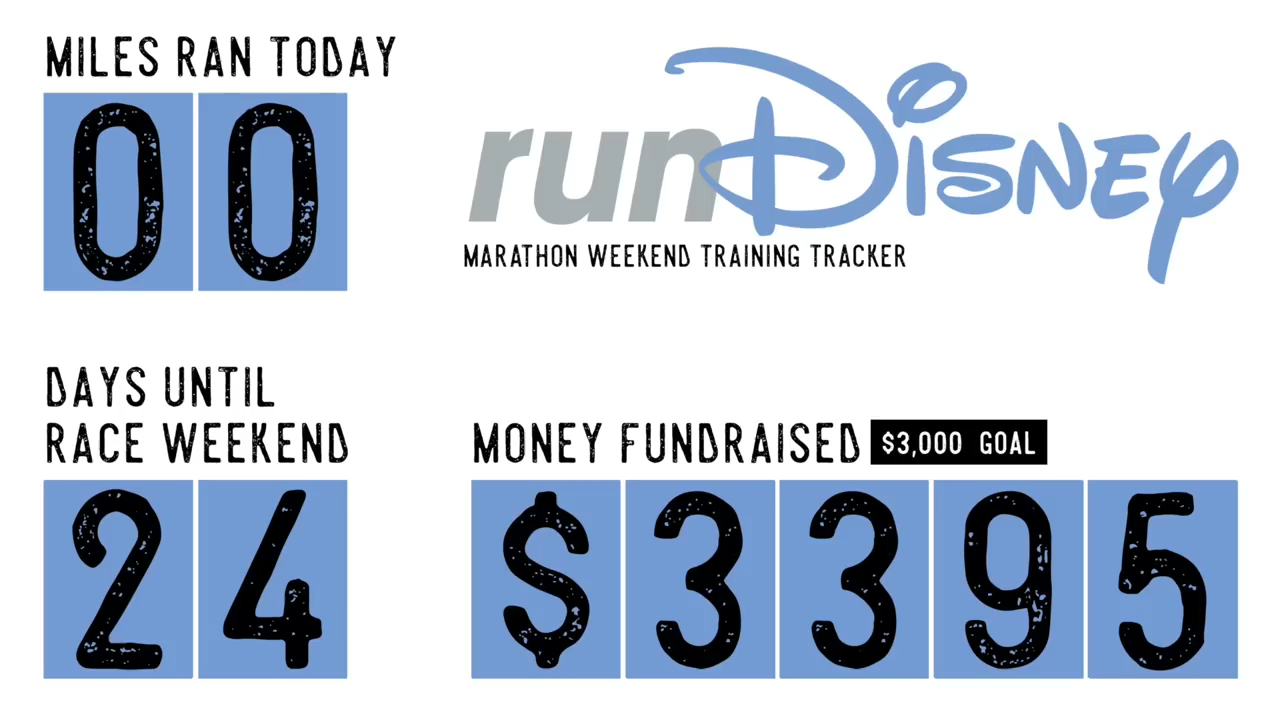 MILES RAN TODAY
00
runDisney
MARATHON WEEKEND TRAINING TRACKER
DAYS UNTIL
RACE WEEKEND
24
MONEY FUNDRAISED $3,000 GOAL
$3395